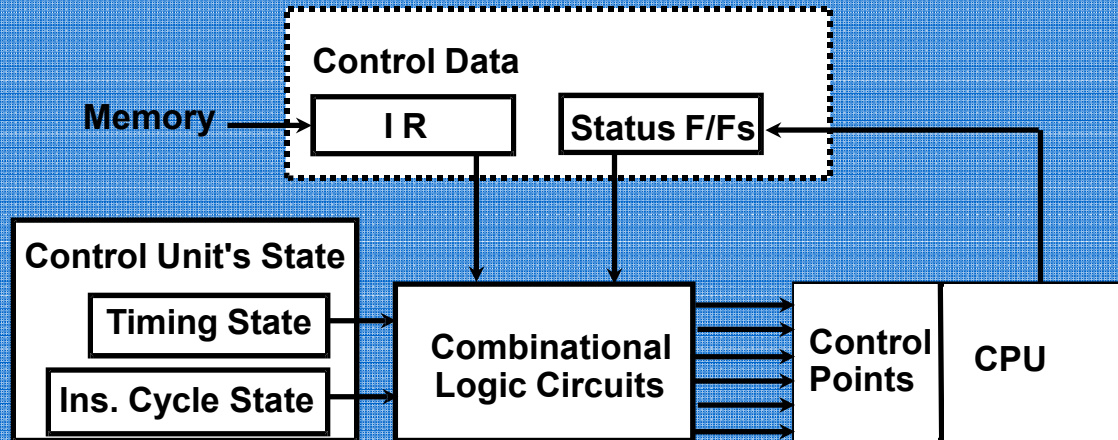 Control Data
Memory
I R
Status F/Fs
Control Unit's State
Timing State
Ins. Cycle State
Combinational
Logic Circuits
Control
Points
CPU